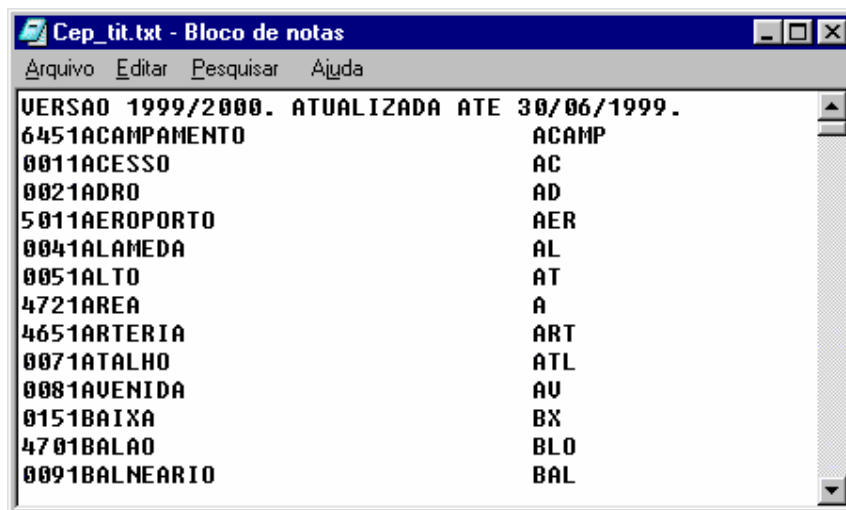 Cep_tit.txt - Bloco de notas
Arquivo Editar Pesquisar Ajuda
VERSAO 1999/2000. ATUALIZADA ATE 30/06/1999.
6451ACAMPAMENTO ACAMP
0011ACESSO AC
0021ADRO AD
5011AEROPORTO AER
0041ALAMEDA AL
0051ALTO AT
4721AREA A
4651ARTERIA ART
0071ATALHO ATL
0081AVENIDA AV
0151BAIXA BX
4701BALAO BLO
0091BALNEARIO BAL